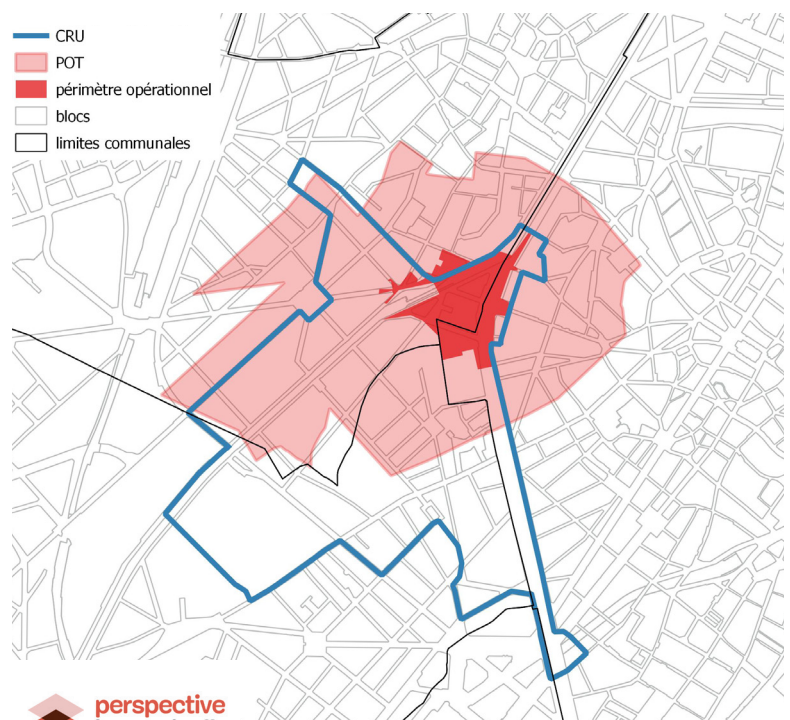 CRU
POT
périmètre opérationnel
blocs
limites communales
perspective